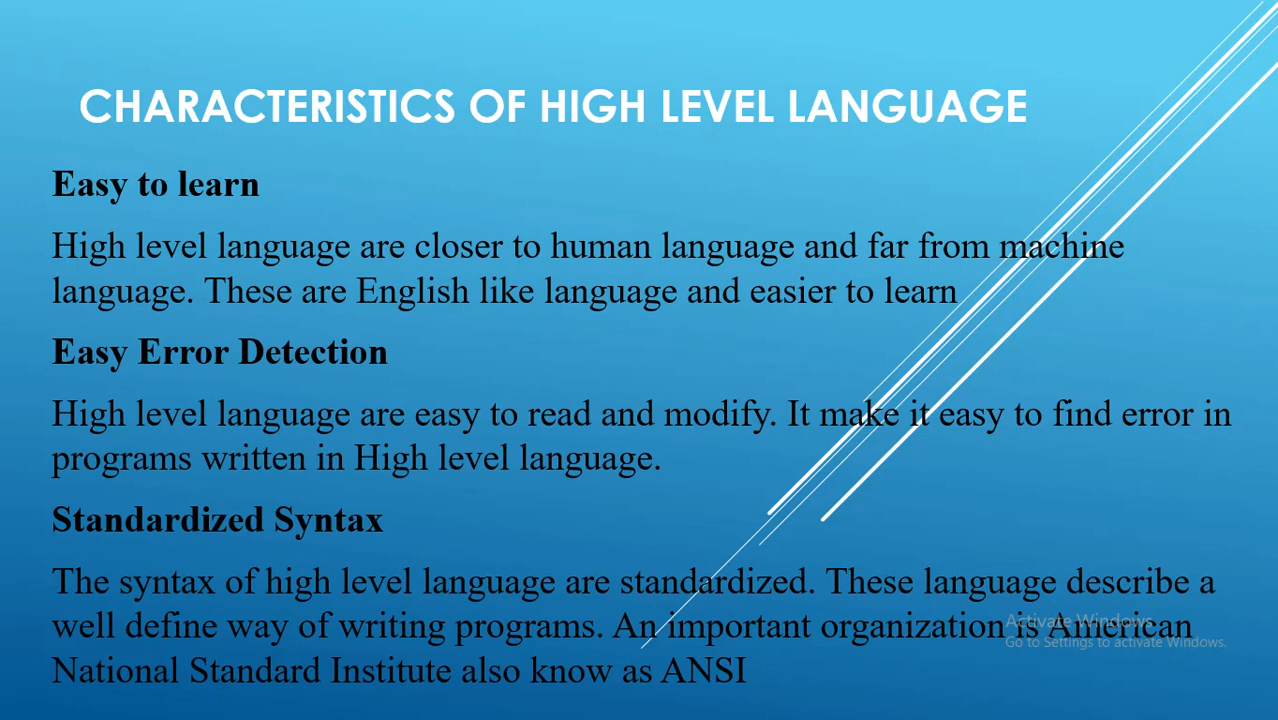 CHARACTERISTICS OF HIGH LEVEL LANGUAGE
Easy to learn
High level language are closer to human language and far from machine
language. These are English like language and easier to learn
Easy Error Detection
High level language are easy to read and modify. It make it easy to find error in
programs written in High level language.
Standardized Syntax
The syntax of high level language are standardized. These language describe a
well define way of writing programs. An important organization is American
National Standard Institute also know as ANSI
Activate Windows
Go to Settings to activate Windows.